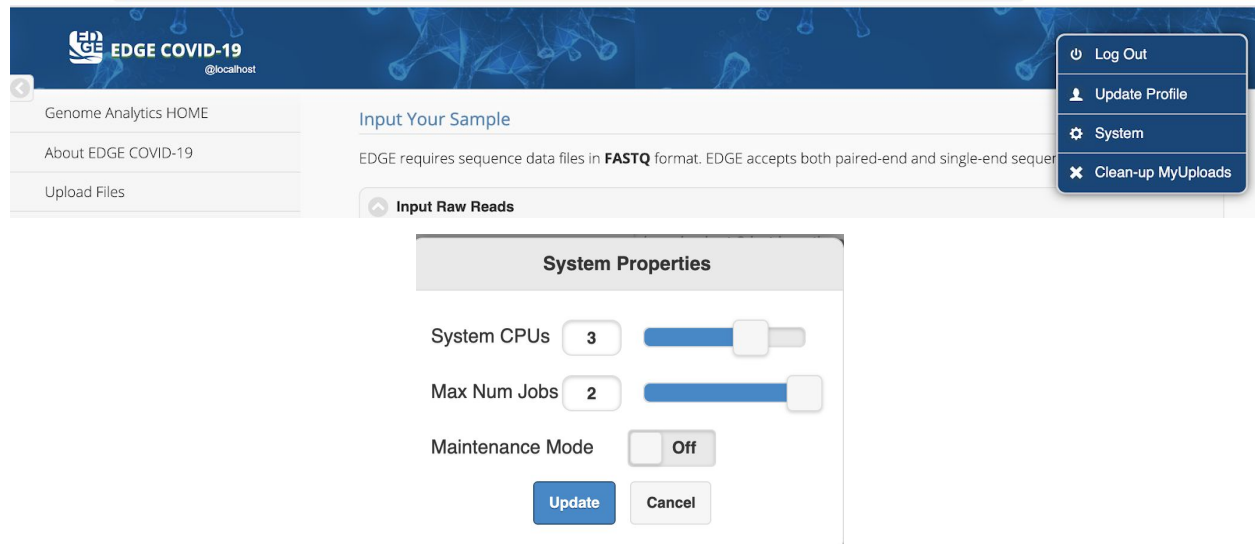 EDGE
EDGE COVID-19
@localhost
Log Out
Update Profile
System
Clean-up MyUploads
Genome Analytics HOME
About EDGE COVID-19
Upload Files
Input Your Sample
EDGE requires sequence data files in FASTQ format. EDGE accepts both paired-end and single-end sequen
Input Raw Reads
System Properties
System CPUs 3
Max Num Jobs 2
Maintenance Mode Off
Update Cancel